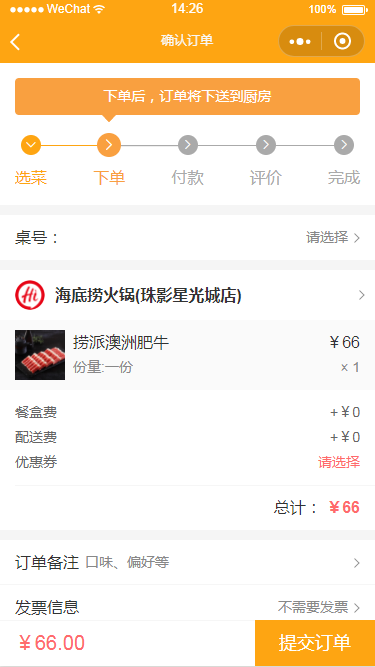 WeChat 14:26 100%
确认订单
下单后，订单将下送到厨房
选菜 下单 付款 评价 完成
桌号： 请选择
Hi 海底捞火锅(珠影星光城店)
捞派澳洲肥牛 ￥66
份量:一份 × 1
餐盒费 +￥0
配送费 +￥0
优惠券 请选择
总计： ￥66
订单备注 口味、偏好等
发票信息 不需要发票
￥66.00 提交订单